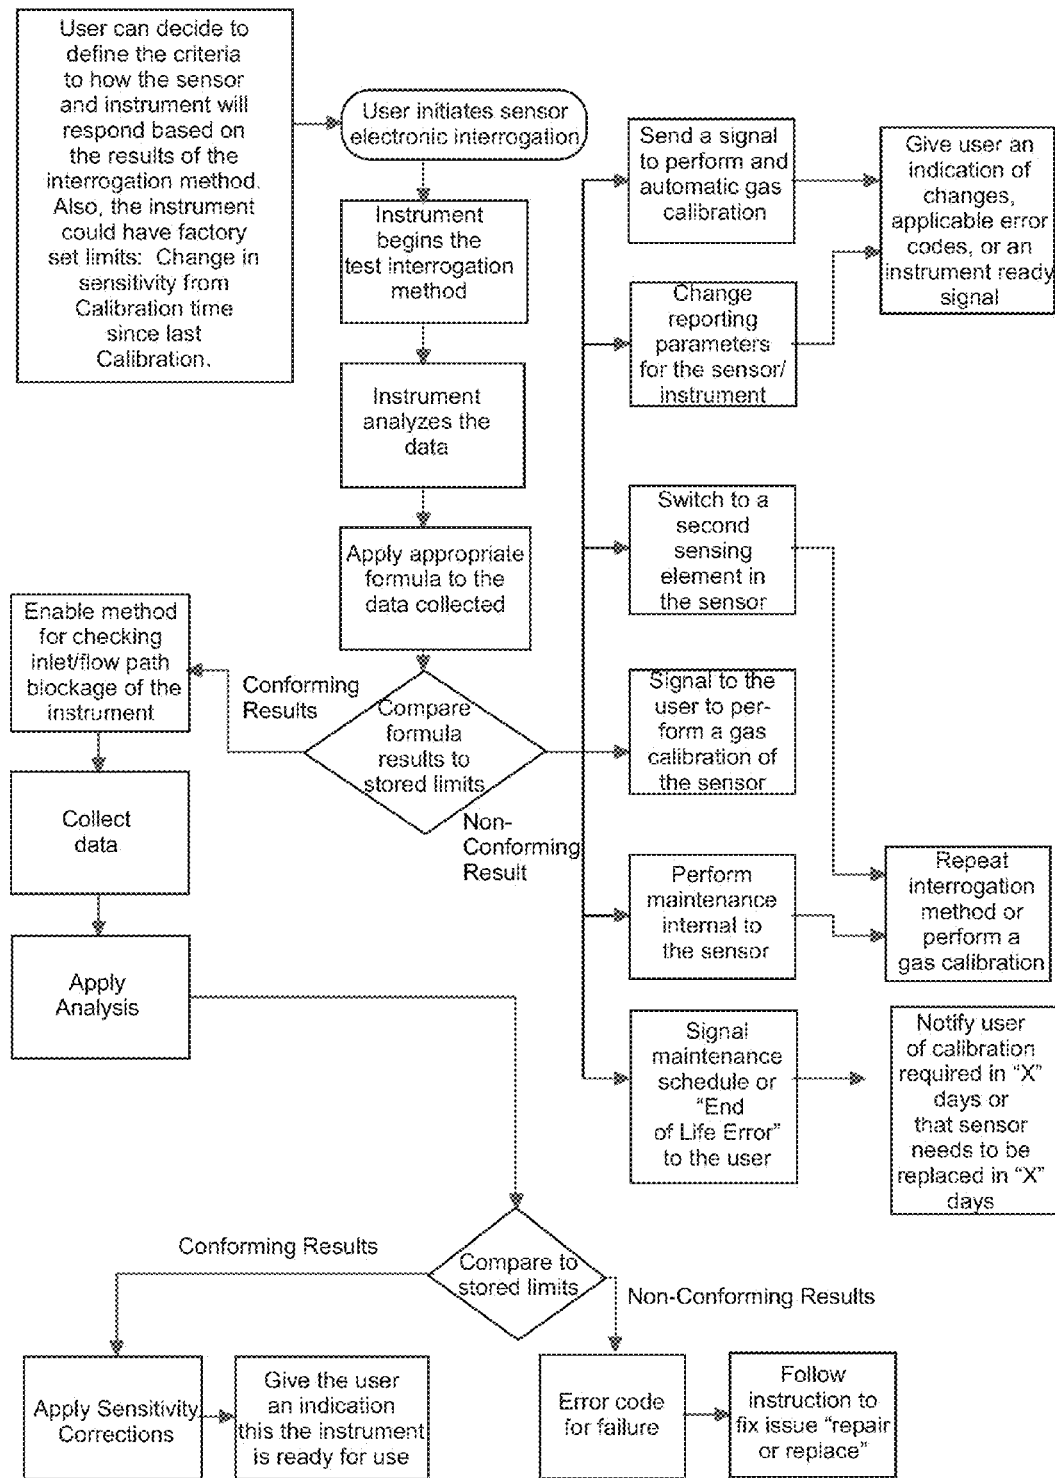 User can decide to
define the criteria
to how the sensor
and instrument will
respond based on
the results of the
interrogation method.
Also, the instrument
could have factory
set limits: Change in
sensitivity from
Calibration time
since last
Calibration.
User initiates sensor
electronic interrogation
Instrument
begins the
test interrogation
method
Instrument
analyzes the
data
Apply appropriate
formula to the
data collected
Compare
formula
results to
stored limits
Conforming
Results
Non-
Conforming
Result
Enable method
for checking
inlet/flow path
blockage of the
instrument
Collect
data
Apply
Analysis
Send a signal
to perform and
automatic gas
calibration
Give user an
indication of
changes,
applicable error
codes, or an
instrument ready
signal
Change
reporting
parameters
for the sensor/
instrument
Switch to a
second
sensing
element in
the sensor
Signal to the
user to per-
form a gas
calibration of
the sensor
Perform
maintenance
internal to
the sensor
Repeat
interrogation
method or
perform a
gas calibration
Signal
maintenance
schedule or
"End
of Life Error"
to the user
Notify user
of calibration
required in "X"
days or
that sensor
needs to be
replaced in "X"
days
Compare to
stored limits
Conforming Results
Non-Conforming Results
Apply Sensitivity
Corrections
Give the user
an indication
this the instrument
is ready for use
Error code
for failure
Follow
instruction to
fix issue "repair
or replace"